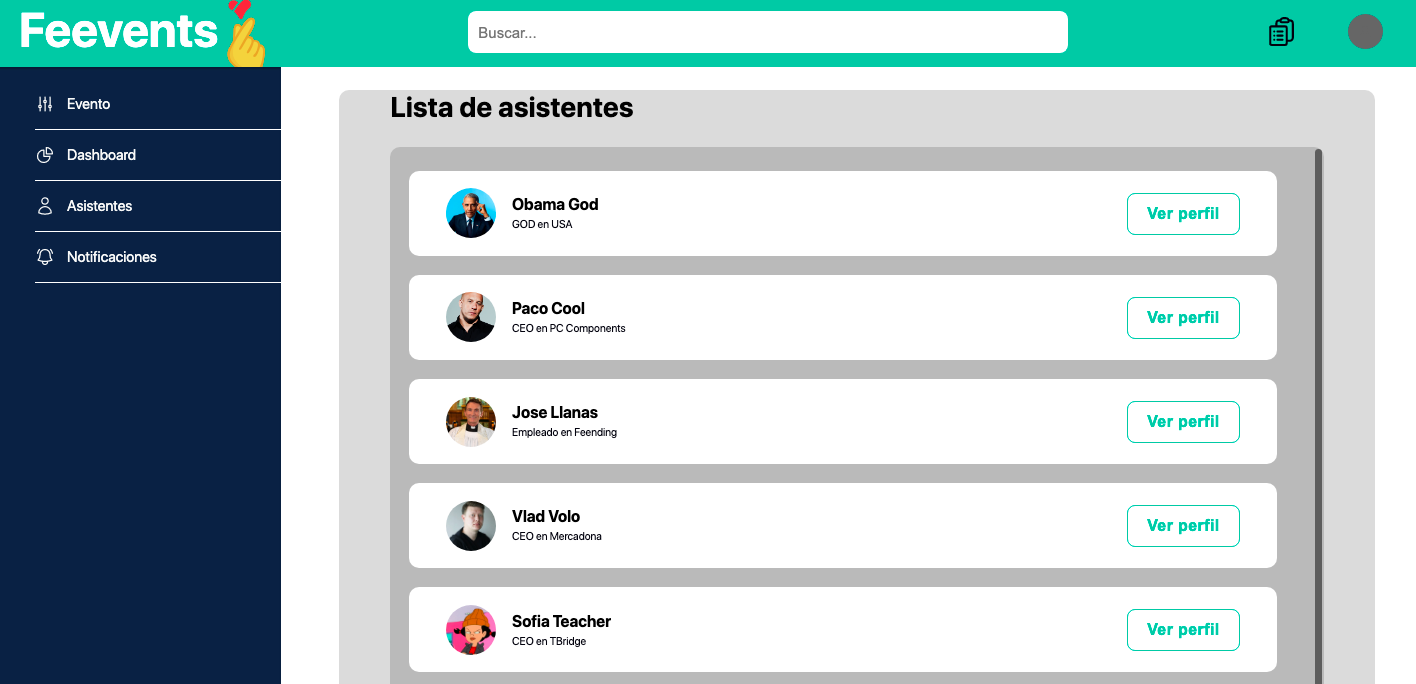 Feevents
Buscar...
Evento
Dashboard
Asistentes
Notificaciones
Lista de asistentes
Obama God
GOD en USA
Ver perfil
Paco Cool
CEO en PC Components
Ver perfil
Jose Llanas
Empleado en Feending
Ver perfil
Vlad Volo
CEO en Mercadona
Ver perfil
Sofia Teacher
CEO en TBridge
Ver perfil